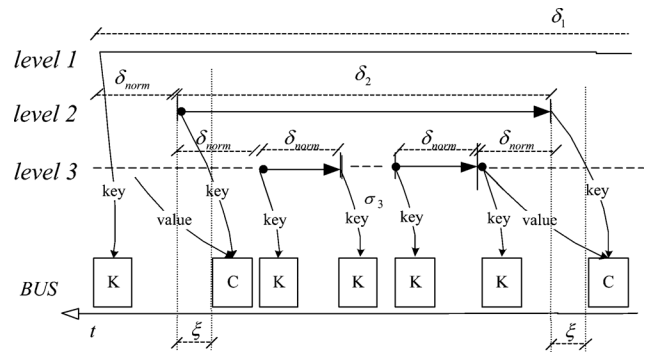 δ1
level 1
δnorm
δ2
level 2
δnorm δnorm δnorm δnorm
level 3
key value key key key σ3 key key value key
K C K K K K C
BUS
t
ξ ξ